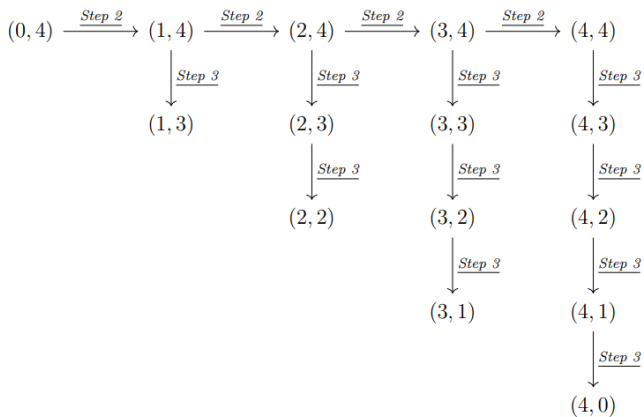 Step 2 Step 2 Step 2 Step 2
(0, 4) (1, 4) (2, 4) (3, 4) (4, 4)
Step 3 Step 3 Step 3 Step 3
(1, 3) (2, 3) (3, 3) (4, 3)
Step 3 Step 3 Step 3
(2, 2) (3, 2) (4, 2)
Step 3 Step 3
(3, 1) (4, 1)
Step 3
(4, 0)